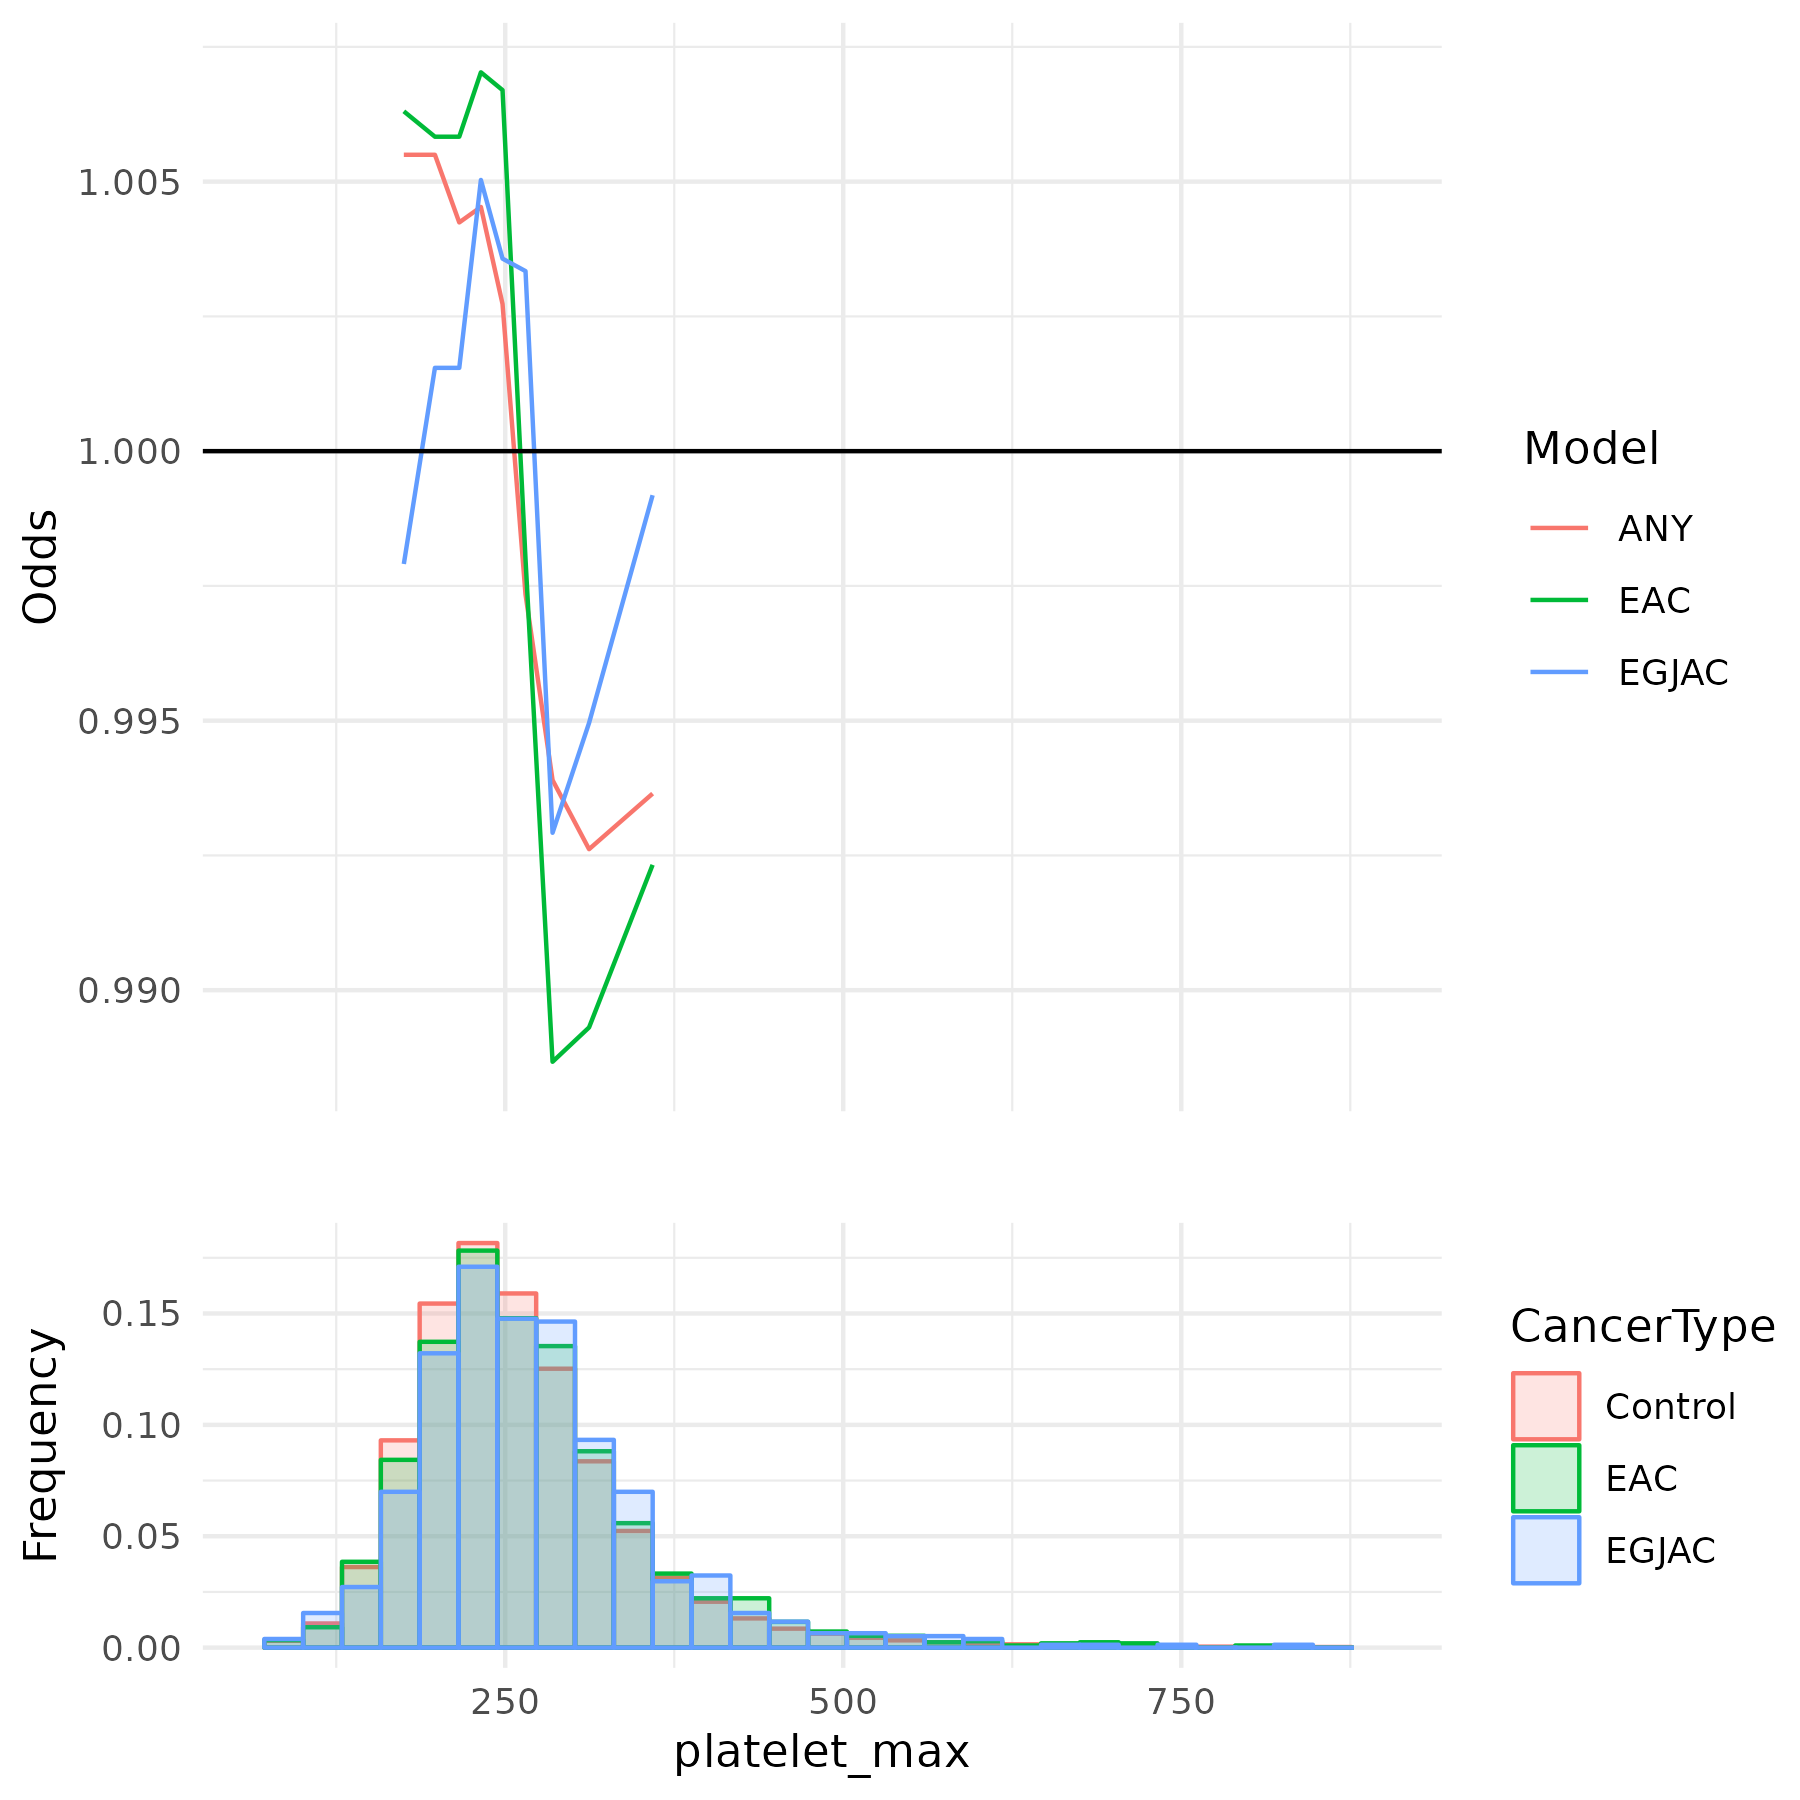 Odds
1.005
1.000
0.995
0.990
Model
ANY
EAC
EGJAC
Frequency
0.15
0.10
0.05
0.00
250 500 750
platelet_max
CancerType
Control
EAC
EGJAC